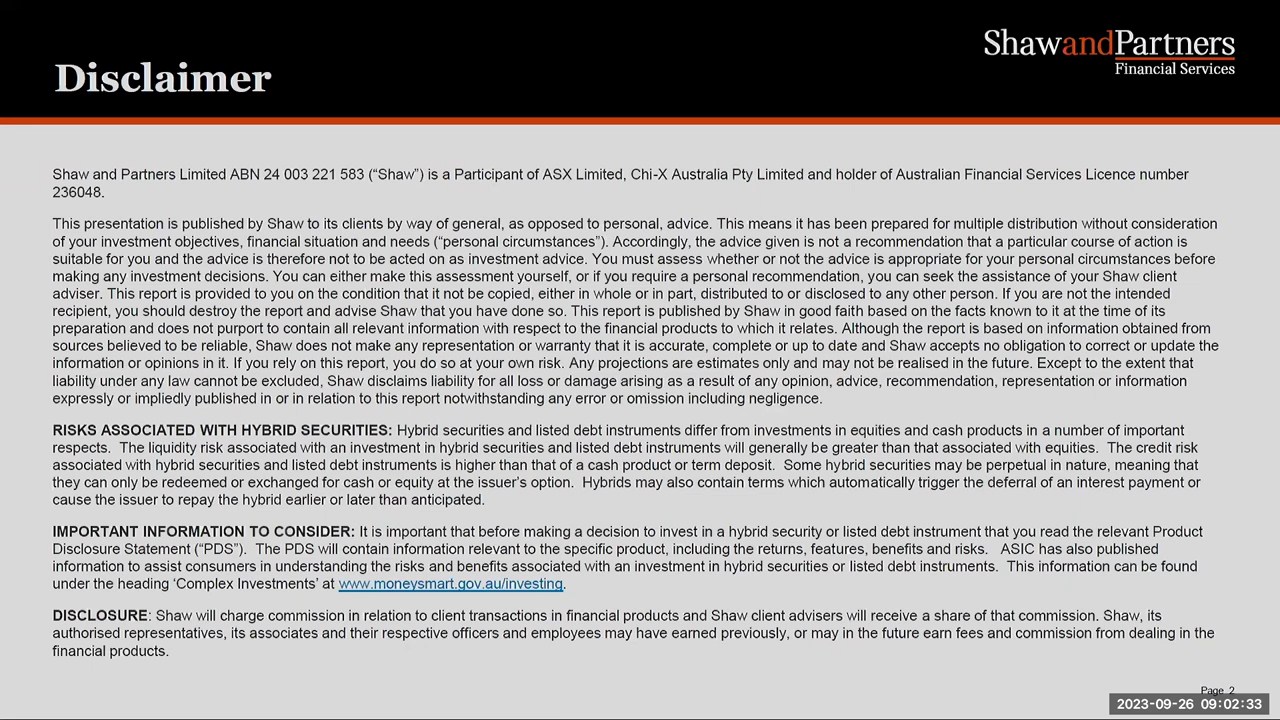 ShawandPartners
Financial Services
Disclaimer
Shaw and Partners Limited ABN 24 003 221 583 (“Shaw”) is a Participant of ASX Limited, Chi-X Australia Pty Limited and holder of Australian Financial Services Licence number
236048.
This presentation is published by Shaw to its clients by way of general, as opposed to personal, advice. This means it has been prepared for multiple distribution without consideration
of your investment objectives, financial situation and needs (“personal circumstances”). Accordingly, the advice given is not a recommendation that a particular course of action is
suitable for you and the advice is therefore not to be acted on as investment advice. You must assess whether or not the advice is appropriate for your personal circumstances before
making any investment decisions. You can either make this assessment yourself, or if you require a personal recommendation, you can seek the assistance of your Shaw client
adviser. This report is provided to you on the condition that it not be copied, either in whole or in part, distributed to or disclosed to any other person. If you are not the intended
recipient, you should destroy the report and advise Shaw that you have done so. This report is published by Shaw in good faith based on the facts known to it at the time of its
preparation and does not purport to contain all relevant information with respect to the financial products to which it relates. Although the report is based on information obtained from
sources believed to be reliable, Shaw does not make any representation or warranty that it is accurate, complete or up to date and Shaw accepts no obligation to correct or update the
information or opinions in it. If you rely on this report, you do so at your own risk. Any projections are estimates only and may not be realised in the future. Except to the extent that
liability under any law cannot be excluded, Shaw disclaims liability for all loss or damage arising as a result of any opinion, advice, recommendation, representation or information
expressly or impliedly published in or in relation to this report notwithstanding any error or omission including negligence.
RISKS ASSOCIATED WITH HYBRID SECURITIES: Hybrid securities and listed debt instruments differ from investments in equities and cash products in a number of important
respects. The liquidity risk associated with an investment in hybrid securities and listed debt instruments will generally be greater than that associated with equities. The credit risk
associated with hybrid securities and listed debt instruments is higher than that of a cash product or term deposit. Some hybrid securities may be perpetual in nature, meaning that
they can only be redeemed or exchanged for cash or equity at the issuer’s option. Hybrids may also contain terms which automatically trigger the deferral of an interest payment or
cause the issuer to repay the hybrid earlier or later than anticipated.
IMPORTANT INFORMATION TO CONSIDER: It is important that before making a decision to invest in a hybrid security or listed debt instrument that you read the relevant Product
Disclosure Statement (“PDS”). The PDS will contain information relevant to the specific product, including the returns, features, benefits and risks. ASIC has also published
information to assist consumers in understanding the risks and benefits associated with an investment in hybrid securities or listed debt instruments. This information can be found
under the heading ‘Complex Investments’ at www.moneysmart.gov.au/investing.
DISCLOSURE: Shaw will charge commission in relation to client transactions in financial products and Shaw client advisers will receive a share of that commission. Shaw, its
authorised representatives, its associates and their respective officers and employees may have earned previously, or may in the future earn fees and commission from dealing in the
financial products.
Page 2
2023-09-26 09:02:33